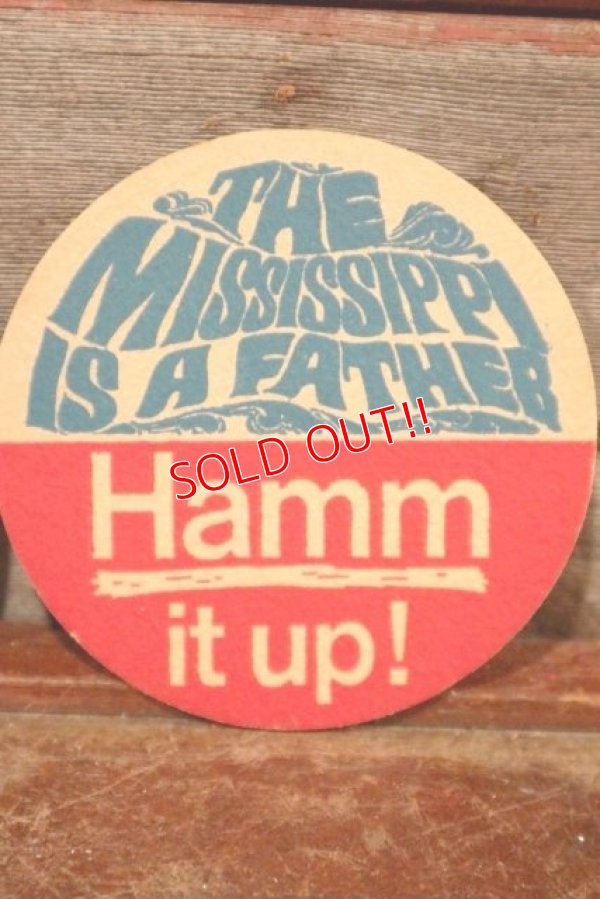 THE
MISSISSIPPI
IS A FATHER
SOLD OUT!!
Hamm
it up!